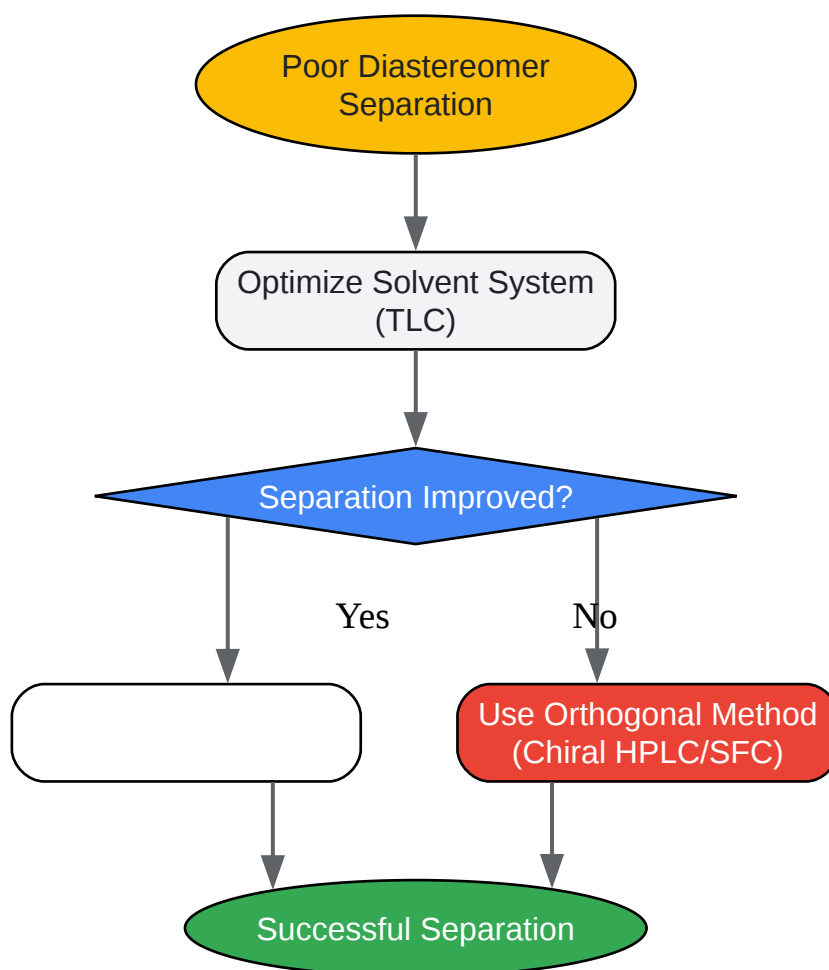 Poor Diastereomer
Separation
Optimize Solvent System
(TLC)
Separation Improved?
Yes
No
Use Orthogonal Method
(Chiral HPLC/SFC)
Successful Separation